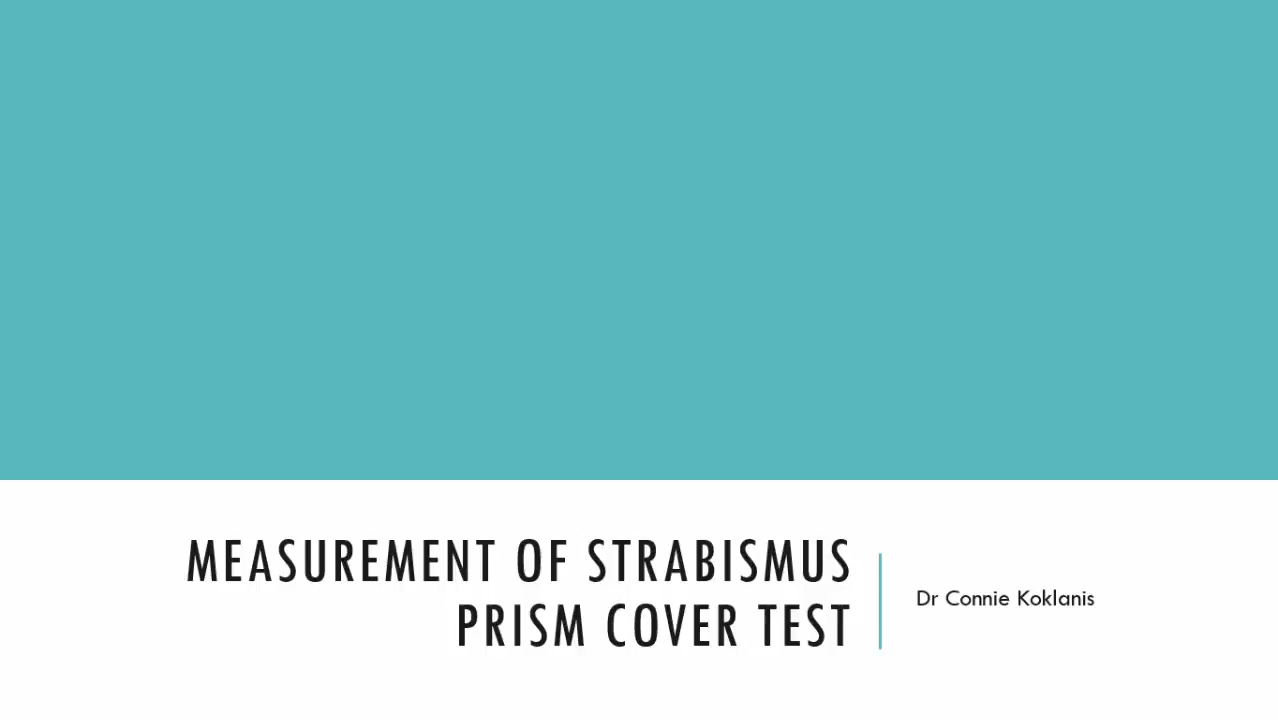 MEASUREMENT OF STRABISMUS
PRISM COVER TEST
Dr Connie Koklanis